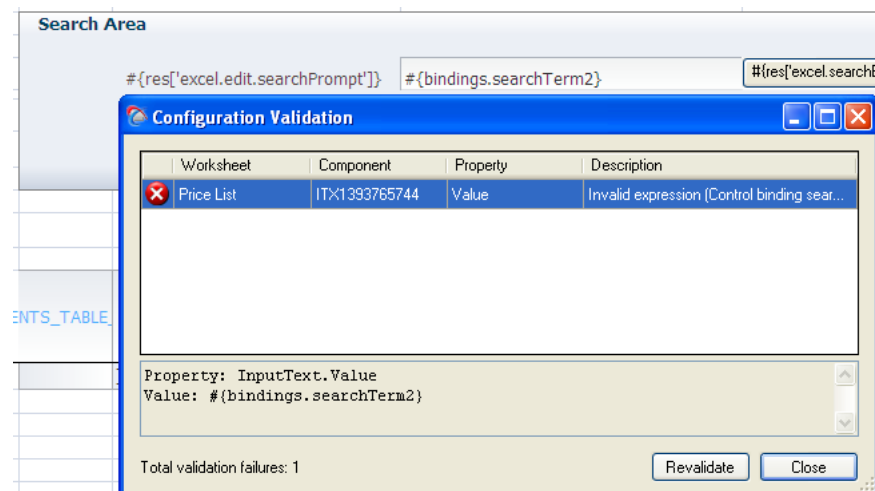 Search Area
#{res['excel.edit.searchPrompt']} #{bindings.searchTerm2} #{res['excel.searchE
Configuration Validation
Worksheet Component Property Description
Price List ITX1393765744 Value Invalid expression (Control binding sear...
ENTS_TABLE_
Property: InputText.Value
Value: #{bindings.searchTerm2}
Total validation failures: 1 Revalidate Close